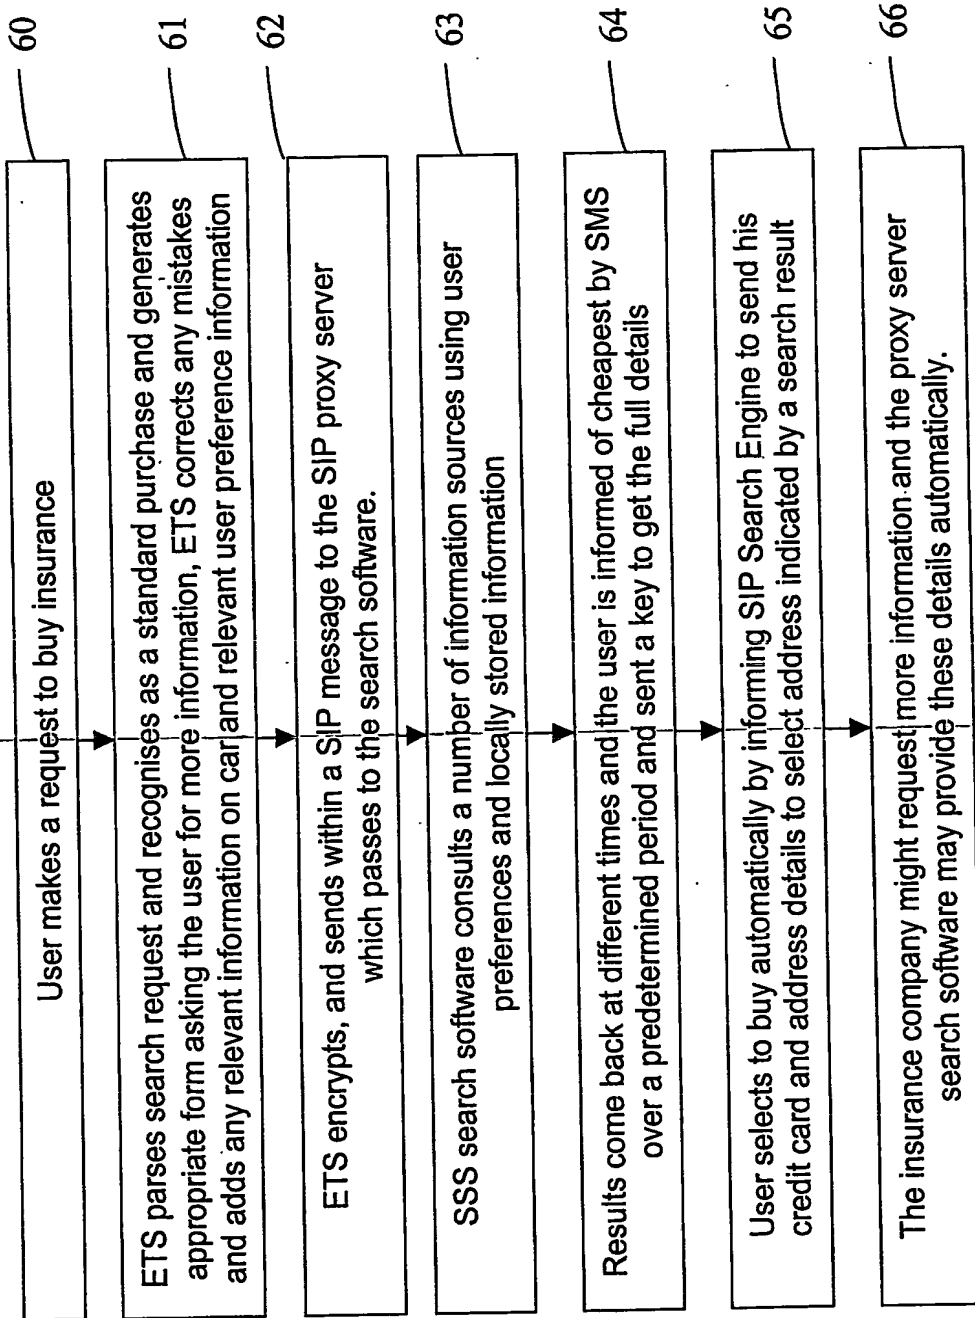 60
User makes a request to buy insurance
61
ETS parses search request and recognises as a standard purchase and generates
appropriate form asking the user for more information, ETS corrects any mistakes
and adds any relevant information on car and relevant user preference information
62
ETS encrypts, and sends within a SIP message to the SIP proxy server
which passes to the search software.
63
SSS search software consults a number of information sources using user
preferences and locally stored information
64
Results come back at different times and the user is informed of cheapest by SMS
over a predetermined period and sent a key to get the full details
65
User selects to buy automatically by informing SIP Search Engine to send his
credit card and address details to select address indicated by a search result
66
The insurance company might request more information and the proxy server
search software may provide these details automatically.